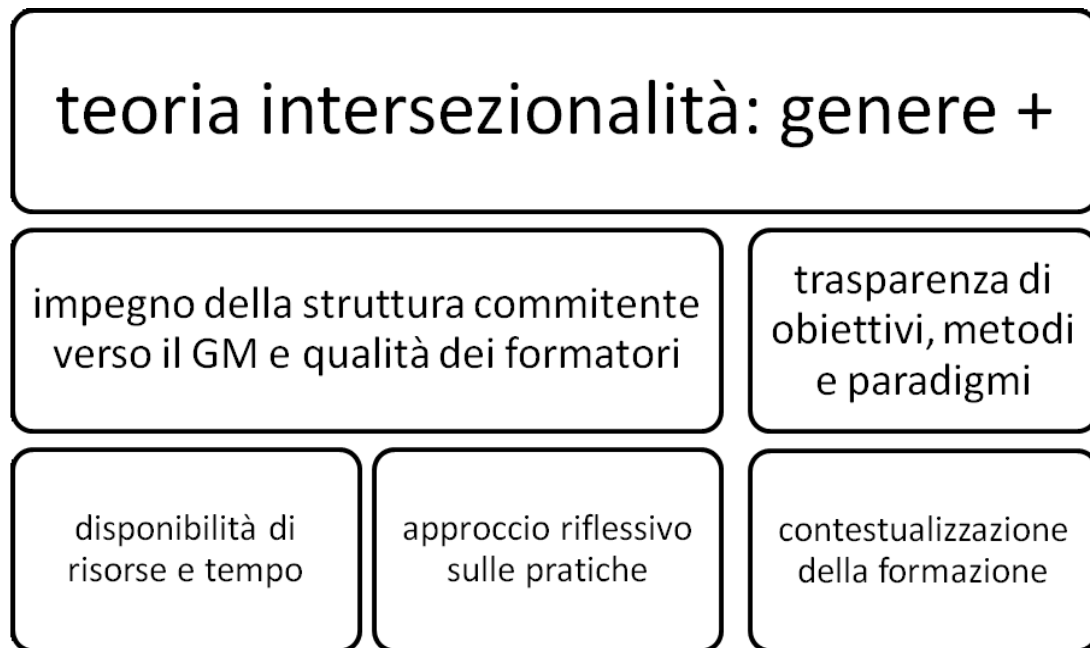 teoria intersezionalità: genere +
impegno della struttura commitente
verso il GM e qualità dei formatori
trasparenza di
obiettivi, metodi
e paradigmi
disponibilità di
risorse e tempo
approccio riflessivo
sulle pratiche
contestualizzazione
della formazione